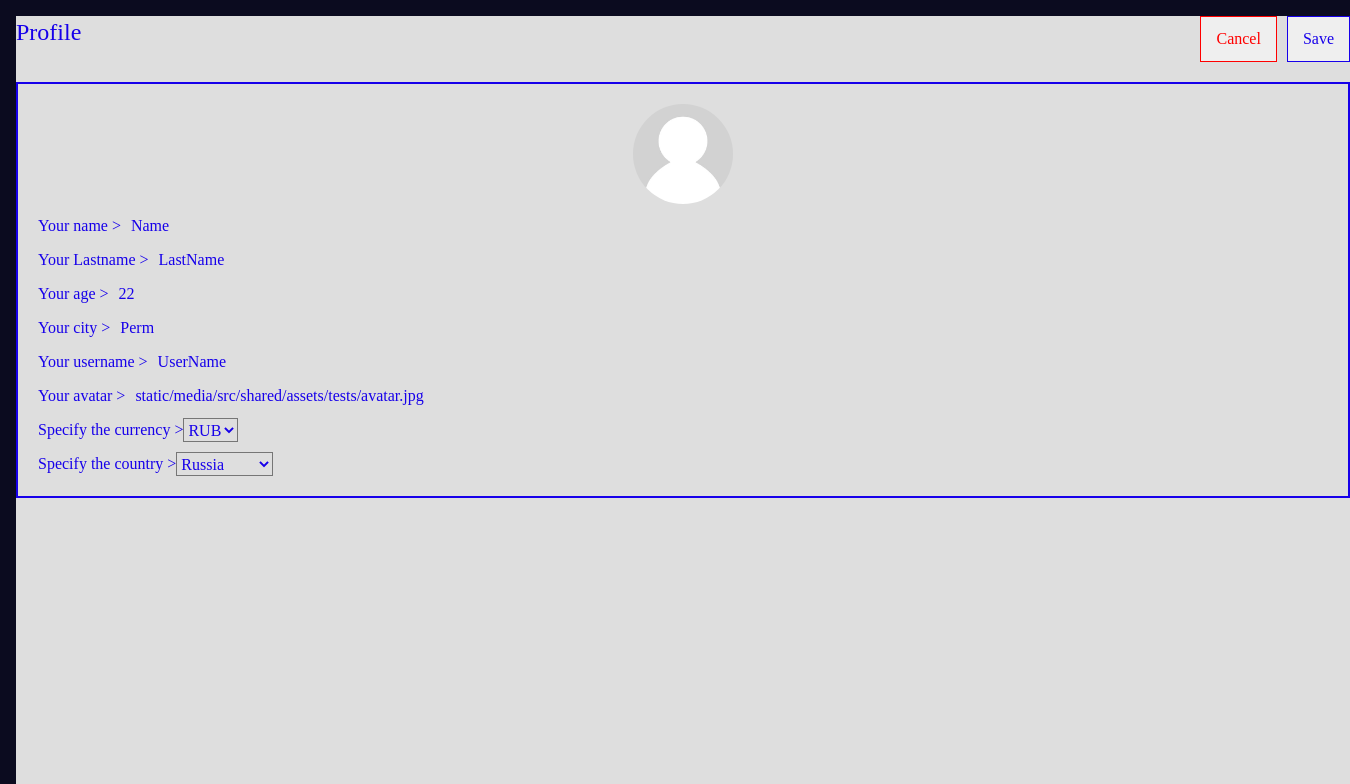 Profile
Cancel
Save
Your name > Name
Your Lastname > LastName
Your age > 22
Your city > Perm
Your username > UserName
Your avatar > static/media/src/shared/assets/tests/avatar.jpg
Specify the currency > RUB
Specify the country > Russia